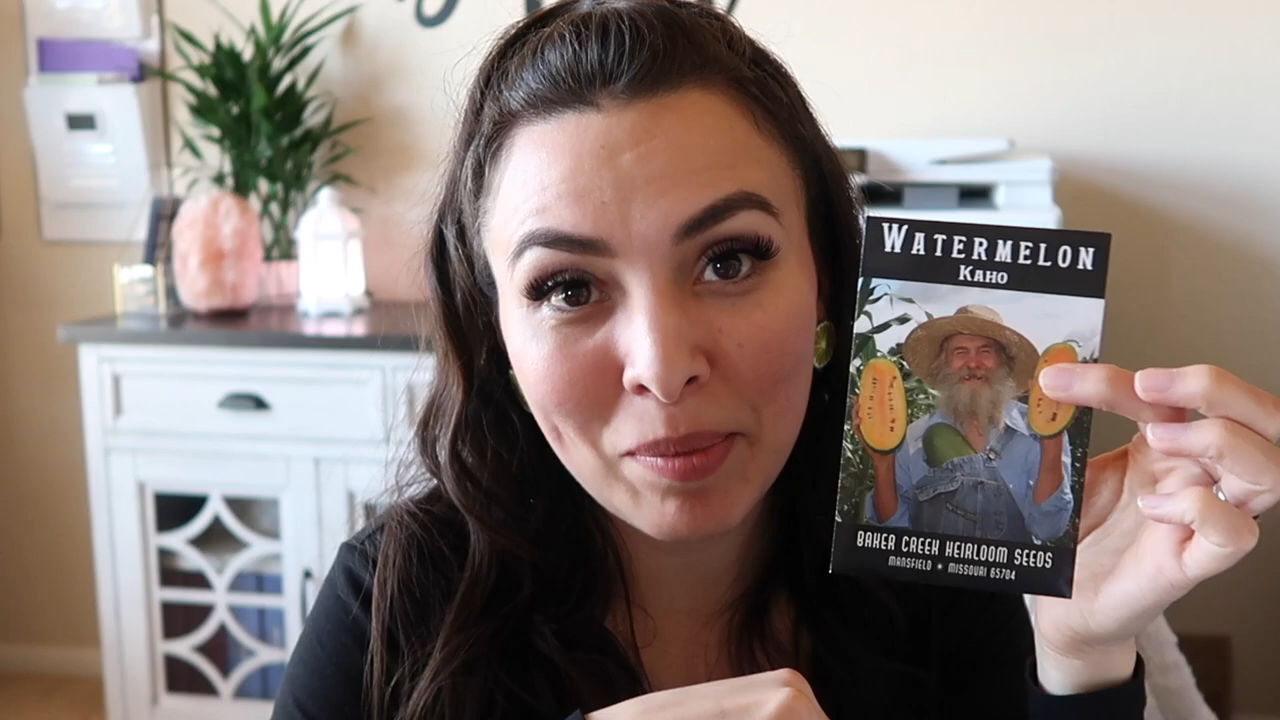 WATERMELON
KAHO
BAKER CREEK HEIRLOOM SEEDS
MANSFIELD * MISSOURI 65704